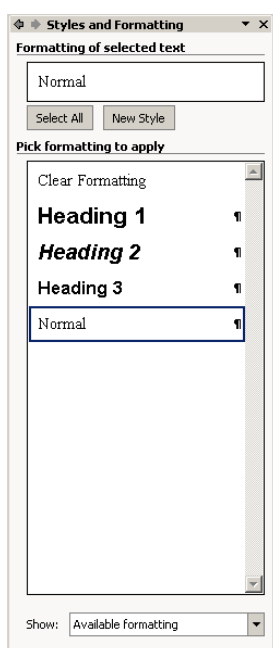 Styles and Formatting
Formatting of selected text
Normal
Select All New Style
Pick formatting to apply
Clear Formatting
Heading 1 ¶
Heading 2 ¶
Heading 3 ¶
Normal ¶
Show: Available formatting